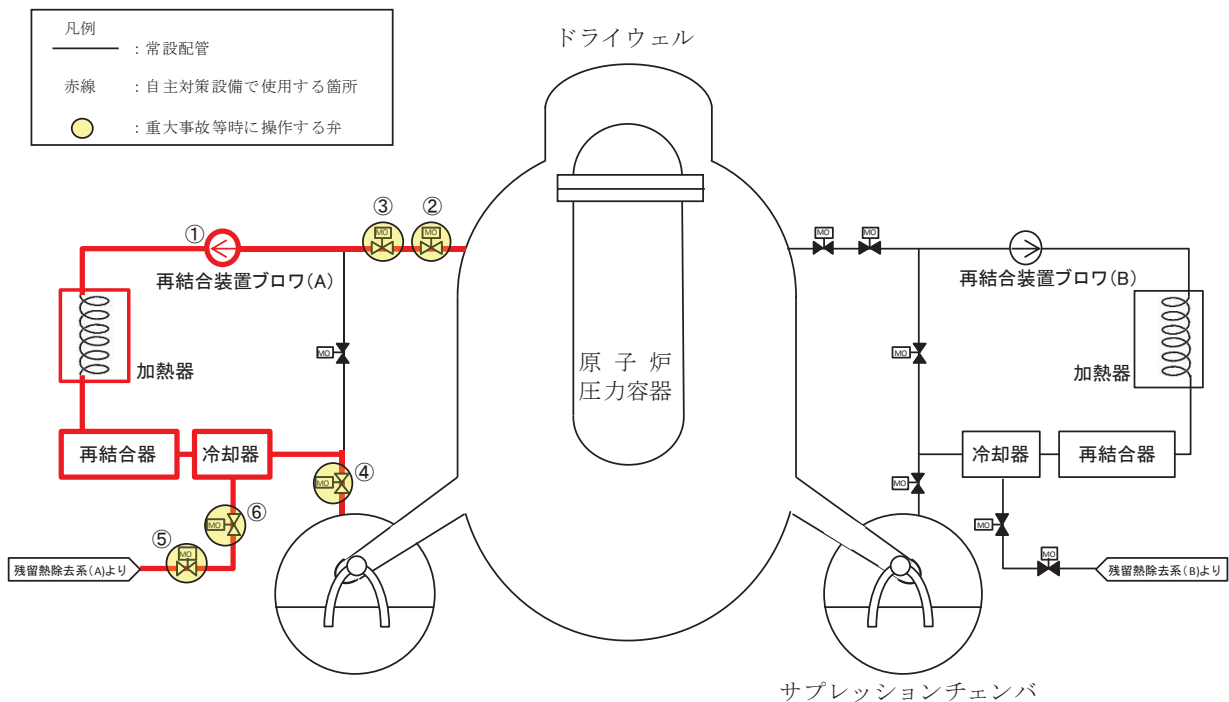 凡例
：常設配管
赤線 ：自主対策設備で使用する箇所
：重大事故等時に操作する弁
ドライウェル
③ ②
①
MO MO
MO MO
再結合装置ブロワ(A)
再結合装置ブロワ(B)
MO
MO
加熱器
加熱器
原子炉
圧力容器
再結合器 冷却器
冷却器 再結合器
④
MO
MO
⑥
MO
MO
⑤
MO
MO
残留熱除去系(A)より
残留熱除去系(B)より
サプレッションチェンバ